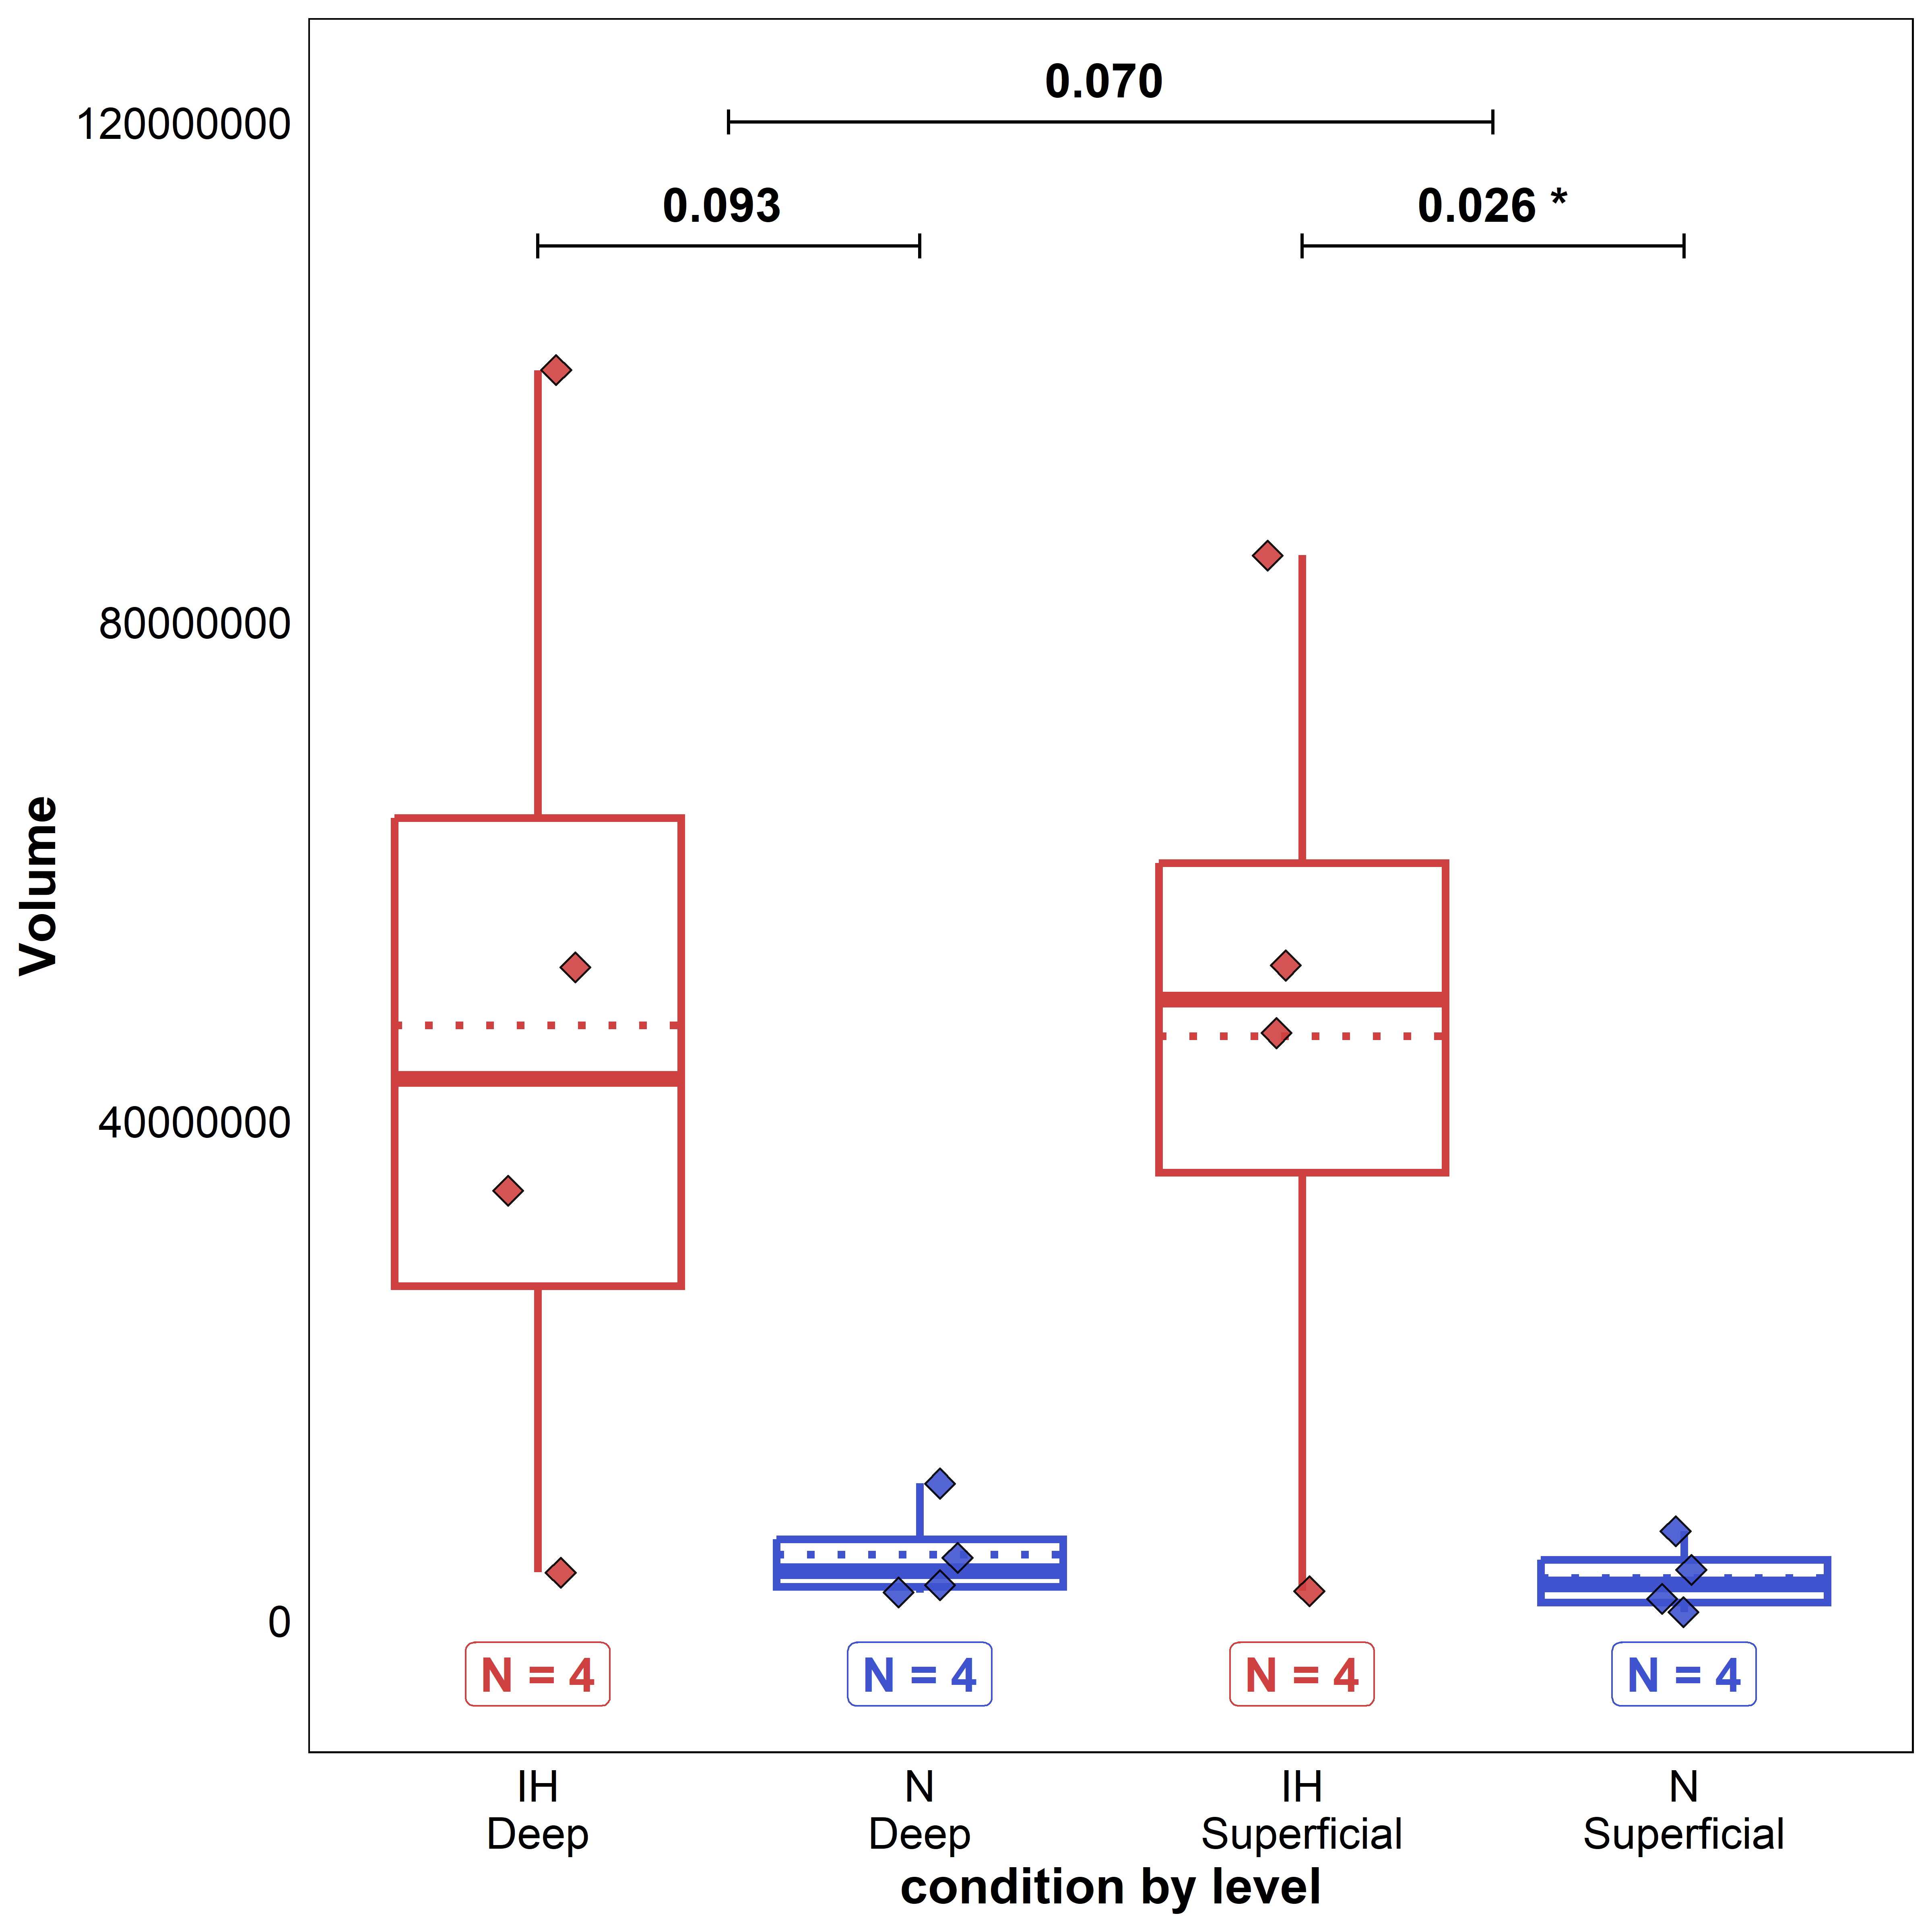 0.070
120000000
0.093
0.026 *
80000000
Volume
40000000
0
N = 4
N = 4
N = 4
N = 4
IH
Deep
N
Deep
IH
Superficial
N
Superficial
condition by level